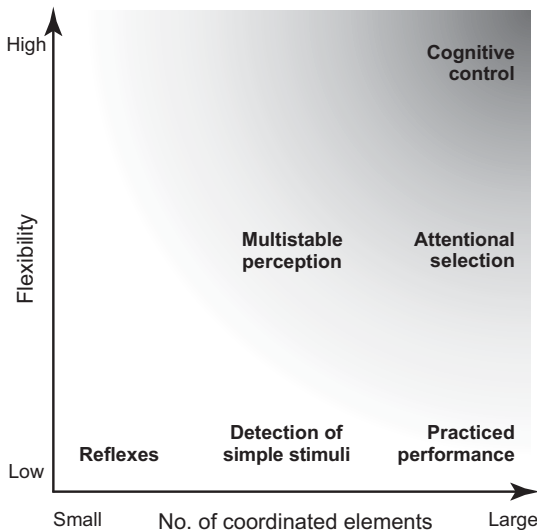 High
Cognitive
control
Flexibility
Multistable
perception
Attentional
selection
Reflexes
Detection of
simple stimuli
Practiced
performance
Low
Small
No. of coordinated elements
Large